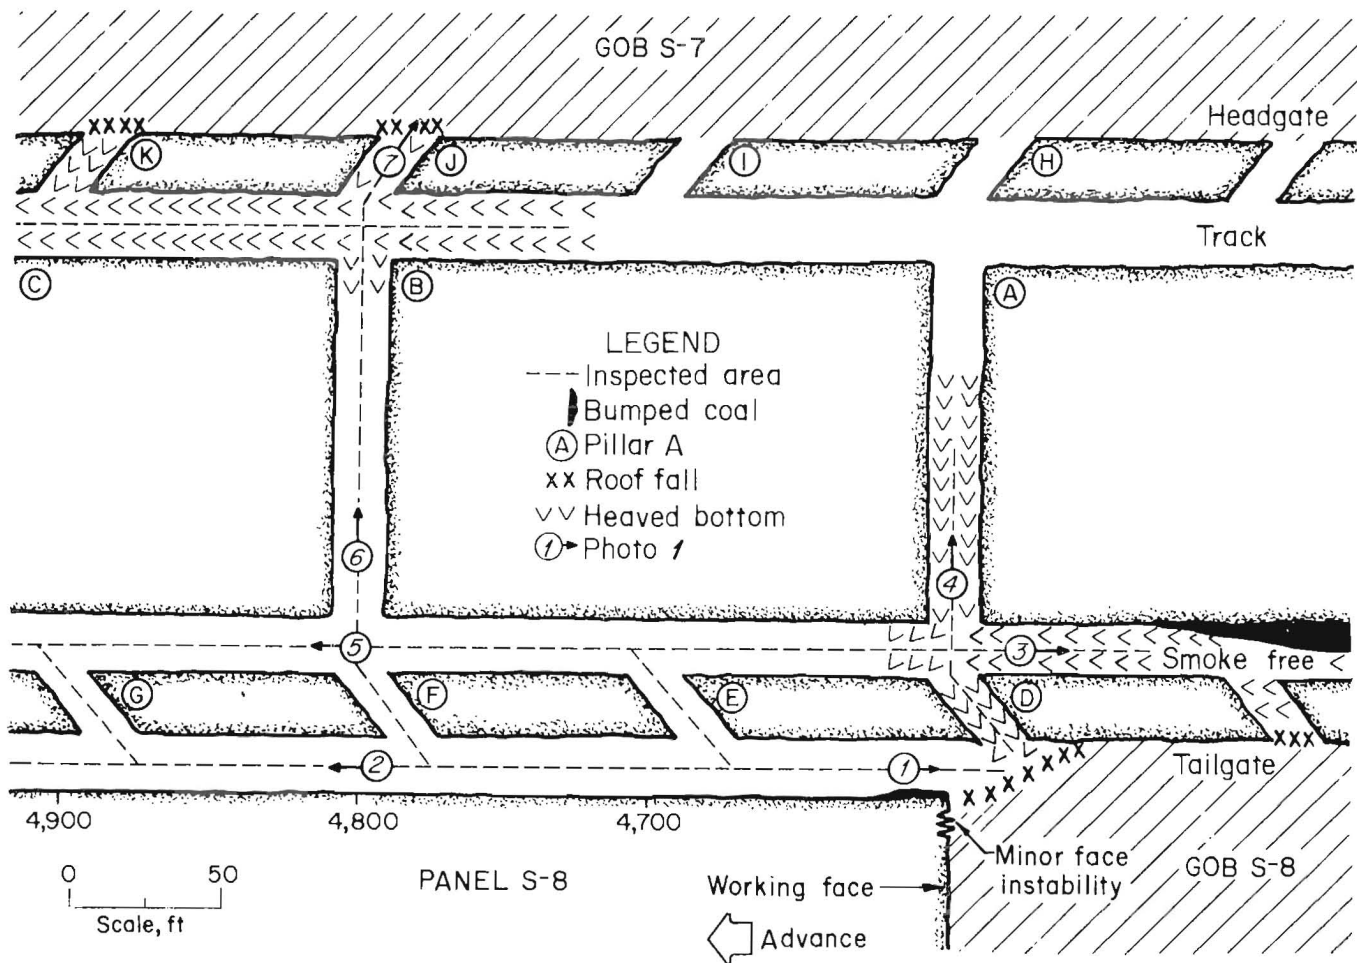 GOB S-7
Headgate
K
7
J
I
H
Track
C
B
A
LEGEND
Inspected area
Bumped coal
A Pillar A
xx Roof fall
Heaved bottom
1 Photo 1
6
4
5
3
Smoke free
G
F
E
D
2
1
Tailgate
4,900
4,800
4,700
Minor face
instability
0 50
Scale, ft
PANEL S-8
Working face
GOB S-8
Advance